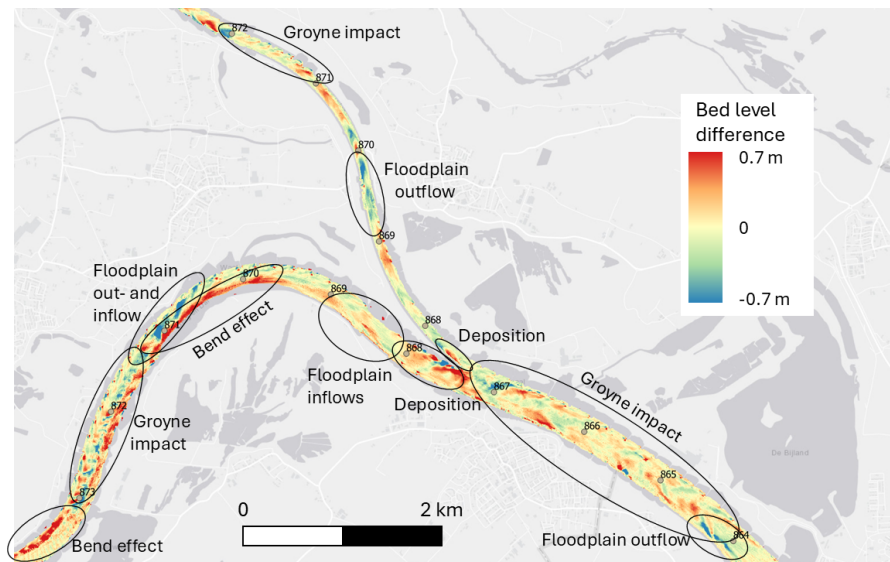 872
Groyne impact
871
Bed level
difference
0.7 m
0
-0.7 m
870
Floodplain
outflow
869
Floodplain
out- and
inflow
870
869
871
Bend effect
868
Deposition
868
Floodplain
inflows
Deposition
867
Groyne impact
872
Groyne
impact
866
De Bijland
865
873
0
2 km
Bend effect
Floodplain outflow
864